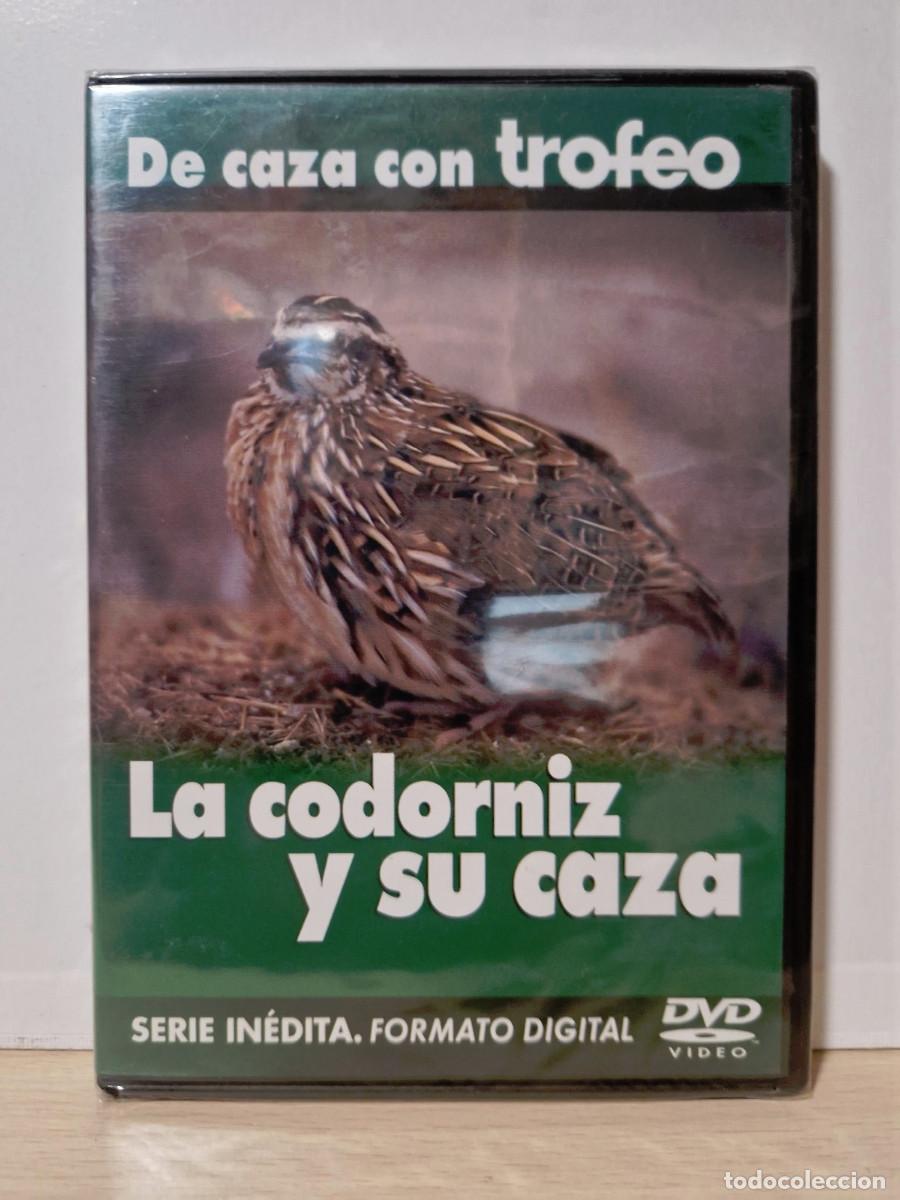 De caza con trofeo
La codorniz
y su caza
SERIE INÉDITA. FORMATO DIGITAL
DVD
VIDEO
todocoleccion